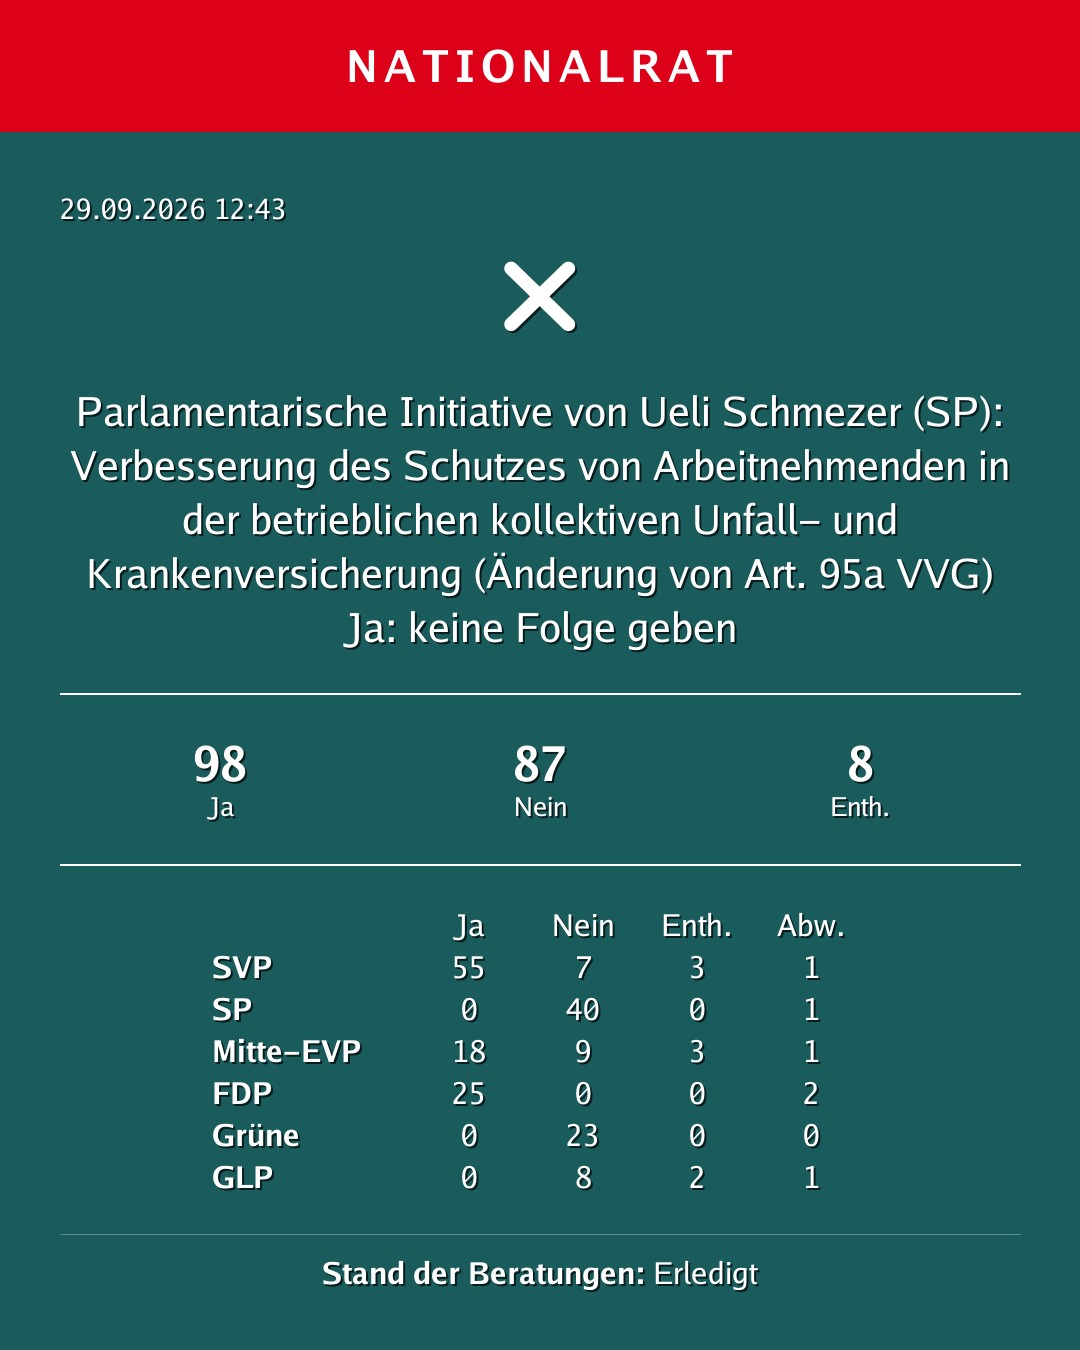 NATIONALRAT
29.09.2026 12:43
Parlamentarische Initiative von Ueli Schmezer (SP):
Verbesserung des Schutzes von Arbeitnehmenden in
der betrieblichen kollektiven Unfall– und
Krankenversicherung (Änderung von Art. 95a VVG)
Ja: keine Folge geben
98 87 8
Ja Nein Enth.
Ja Nein Enth. Abw.
SVP 55 7 3 1
SP 0 40 0 1
Mitte–EVP 18 9 3 1
FDP 25 0 0 2
Grüne 0 23 0 0
GLP 0 8 2 1
Stand der Beratungen: Erledigt